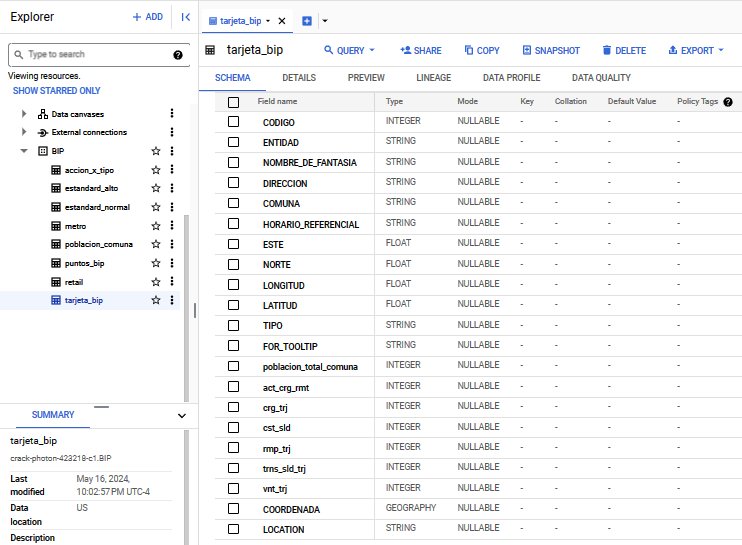 Explorer
+ ADD
Type to search
Viewing resources.
SHOW STARRED ONLY
Data canvases
External connections
BIP
accion_x_tipo
estandard_alto
estandard_normal
metro
poblacion_comuna
puntos_bip
retail
tarjeta_bip
SUMMARY
tarjeta_bip
crack-photon-423218-c1.BIP
Last modified May 16, 2024, 10:02:57 PM UTC-4
Data location US
Description
tarjeta_bip
tarjeta_bip
QUERY SHARE COPY SNAPSHOT DELETE EXPORT
SCHEMA DETAILS PREVIEW LINEAGE DATA PROFILE DATA QUALITY
Field name Type Mode Key Collation Default Value Policy Tags
CODIGO INTEGER NULLABLE - - - -
ENTIDAD STRING NULLABLE - - - -
NOMBRE_DE_FANTASIA STRING NULLABLE - - - -
DIRECCION STRING NULLABLE - - - -
COMUNA STRING NULLABLE - - - -
HORARIO_REFERENCIAL STRING NULLABLE - - - -
ESTE FLOAT NULLABLE - - - -
NORTE FLOAT NULLABLE - - - -
LONGITUD FLOAT NULLABLE - - - -
LATITUD FLOAT NULLABLE - - - -
TIPO STRING NULLABLE - - - -
FOR_TOOLTIP STRING NULLABLE - - - -
poblacion_total_comuna INTEGER NULLABLE - - - -
act_crg_rmt INTEGER NULLABLE - - - -
crg_trj INTEGER NULLABLE - - - -
cst_sld INTEGER NULLABLE - - - -
rmp_trj INTEGER NULLABLE - - - -
trns_sld_trj INTEGER NULLABLE - - - -
vnt_trj INTEGER NULLABLE - - - -
COORDENADA GEOGRAPHY NULLABLE - - - -
LOCATION STRING NULLABLE - - - -